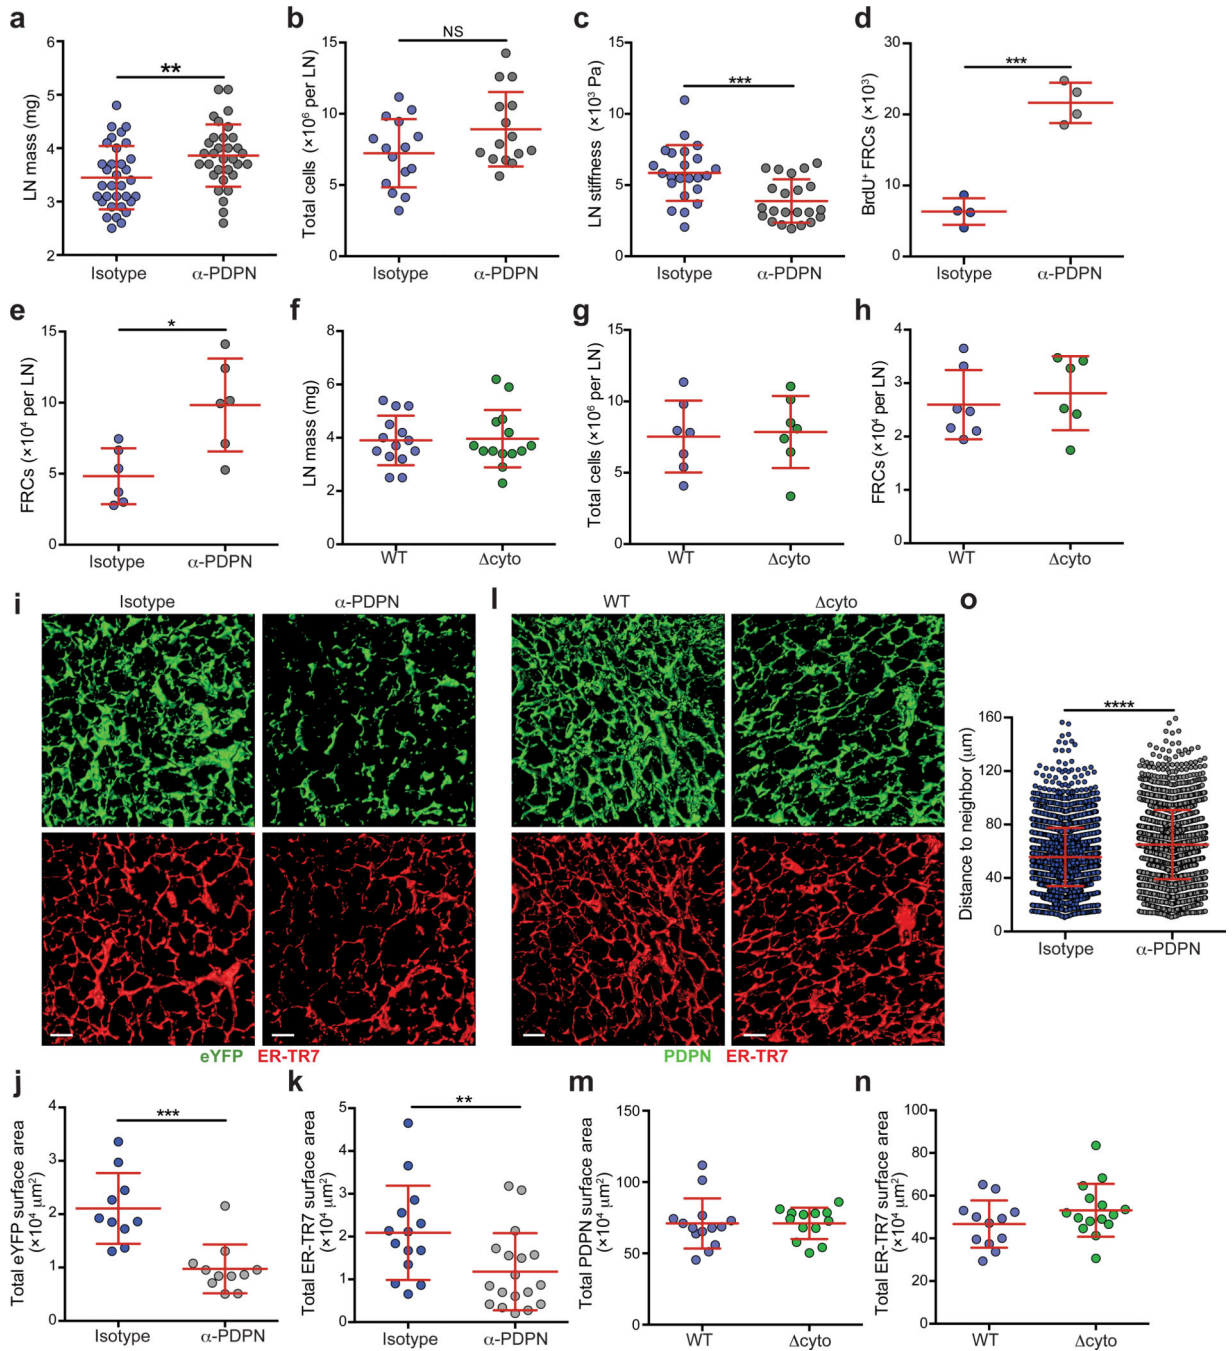 a
LN mass (mg)
6
5
4
3
2
**
Isotype
α-PDPN
b
Total cells (×10⁶ per LN)
15
10
5
0
NS
Isotype
α-PDPN
c
LN stiffness (×10³ Pa)
15
10
5
0
***
Isotype
α-PDPN
d
BrdU⁺ FRCs (×10³)
30
20
10
0
***
Isotype
α-PDPN
e
FRCs (×10⁴ per LN)
15
10
5
0
*
Isotype
α-PDPN
f
LN mass (mg)
8
6
4
2
0
WT
Δcyto
g
Total cells (×10⁶ per LN)
15
10
5
0
WT
Δcyto
h
FRCs (×10⁴ per LN)
4
3
2
1
0
WT
Δcyto
i
Isotype
α-PDPN
eYFP ER-TR7
l
WT
Δcyto
PDPN ER-TR7
o
Distance to neighbor (μm)
160
120
80
40
0
****
Isotype
α-PDPN
j
Total eYFP surface area
(×10⁴ μm²)
4
3
2
1
0
***
Isotype
α-PDPN
k
Total ER-TR7 surface area
(×10⁴ μm²)
5
4
3
2
1
0
**
Isotype
α-PDPN
m
Total PDPN surface area
(×10⁴ μm²)
150
100
50
0
WT
Δcyto
n
Total ER-TR7 surface area
(×10⁴ μm²)
100
80
60
40
20
0
WT
Δcyto